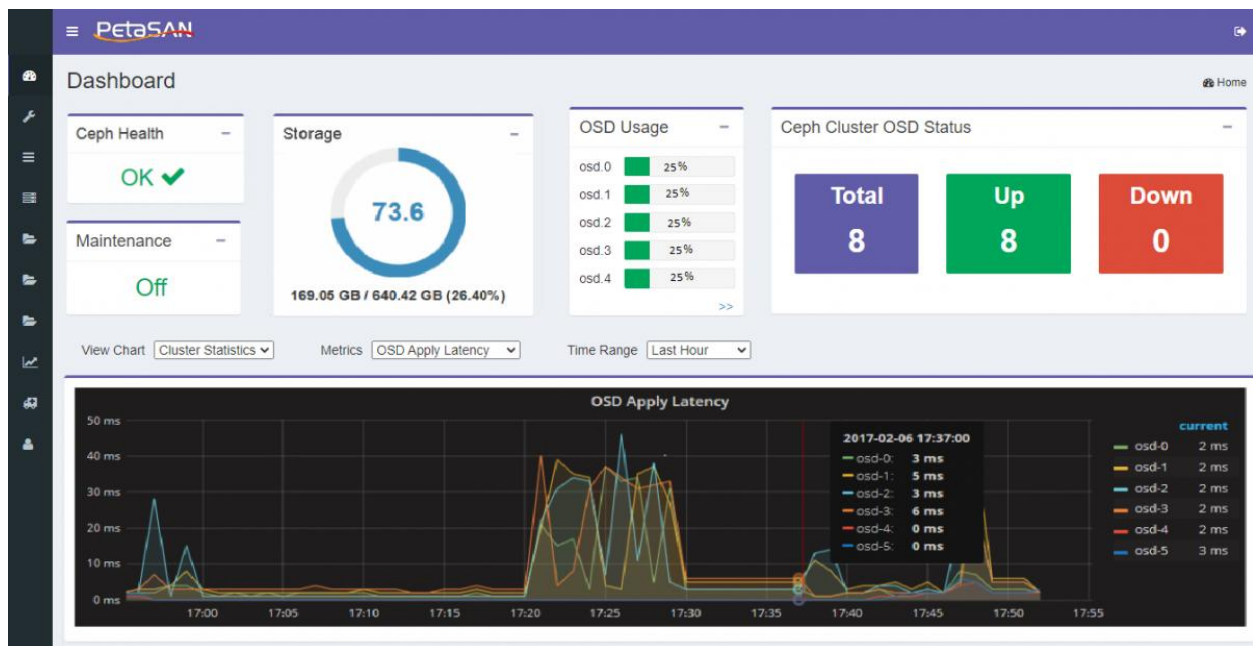 PetaSAN
Dashboard
Home
Ceph Health
OK
Maintenance
Off
Storage
73.6
169.05 GB / 640.42 GB (26.40%)
OSD Usage
osd.0 25%
osd.1 25%
osd.2 25%
osd.3 25%
osd.4 25%
>>
Ceph Cluster OSD Status
Total
8
Up
8
Down
0
View Chart Cluster Statistics
Metrics OSD Apply Latency
Time Range Last Hour
OSD Apply Latency
50 ms
40 ms
30 ms
20 ms
10 ms
0 ms
17:00 17:05 17:10 17:15 17:20 17:25 17:30 17:35 17:40 17:45 17:50 17:55
2017-02-06 17:37:00
osd-0: 3 ms
osd-1: 5 ms
osd-2: 3 ms
osd-3: 6 ms
osd-4: 0 ms
osd-5: 0 ms
current
osd-0 2 ms
osd-1 2 ms
osd-2 2 ms
osd-3 2 ms
osd-4 2 ms
osd-5 3 ms